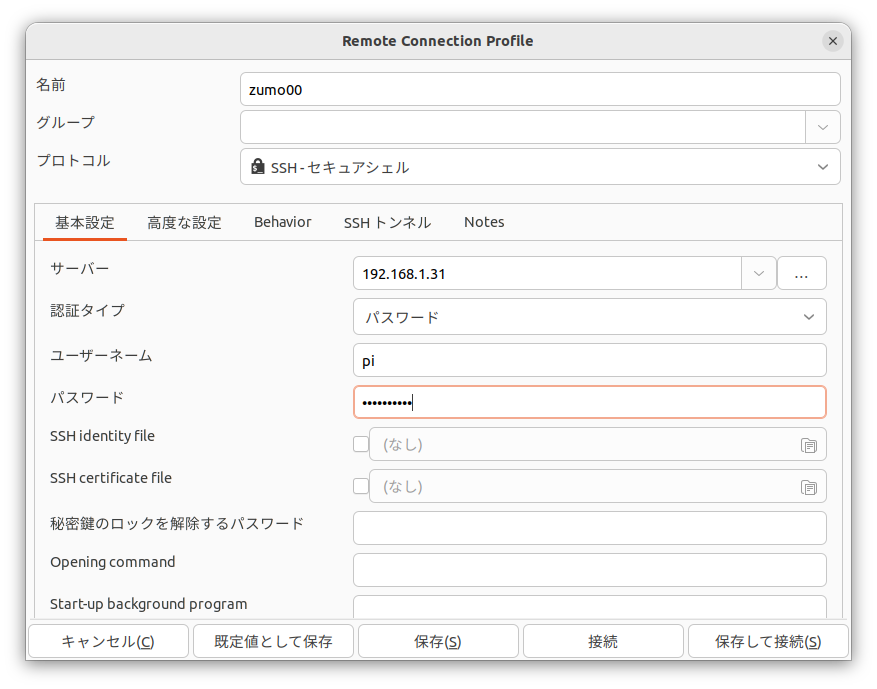 Remote Connection Profile
名前
zumo00
グループ
プロトコル
SSH - セキュアシェル
基本設定 高度な設定 Behavior SSH トンネル Notes
サーバー
192.168.1.31
...
認証タイプ
パスワード
ユーザーネーム
pi
パスワード
••••••••••
SSH identity file
(なし)
SSH certificate file
(なし)
秘密鍵のロックを解除するパスワード
Opening command
Start-up background program
キャンセル(C) 既定値として保存 保存(S) 接続 保存して接続(S)